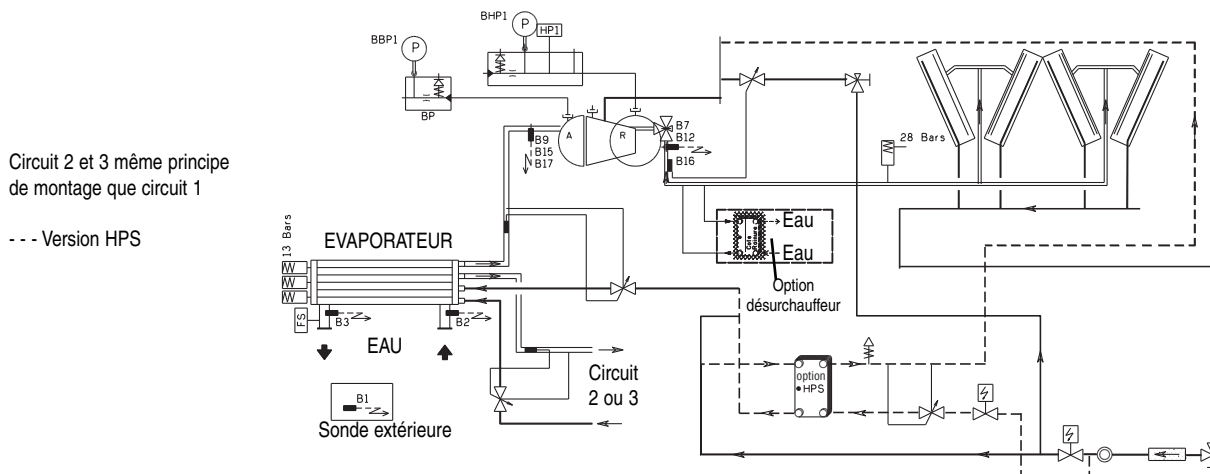 BHP1
P
HP1
BBP1
P
BP
A
R
B7
B12
B16
B9
B15
B17
28 Bars
Circuit 2 et 3 même principe
de montage que circuit 1
- - - Version HPS
13 Bars
EVAPORATEUR
Eau
Eau
Option
désurchauffeur
FS
B3
B2
EAU
B1
Sonde extérieure
Circuit
2 ou 3
option
• HPS